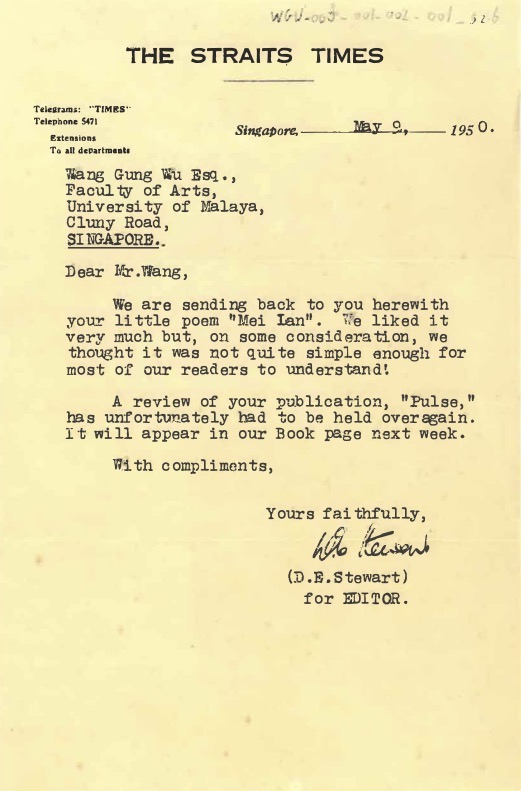 WGW-003-001-002-001_526
THE STRAITS TIMES
Telegrams: "TIMES"
Telephone 5471
Extensions
To all departments
Singapore, May 9, 1950.
Wang Gung Wu Esq.,
Faculty of Arts,
University of Malaya,
Cluny Road,
SINGAPORE.
Dear Mr.Wang,
We are sending back to you herewith
your little poem "Mei Lan". We liked it
very much but, on some consideration, we
thought it was not quite simple enough for
most of our readers to understand!
A review of your publication, "Pulse,"
has unfortunately had to be held overagain.
It will appear in our Book page next week.
With compliments,
Yours faithfully,
(D.E.Stewart)
for EDITOR.